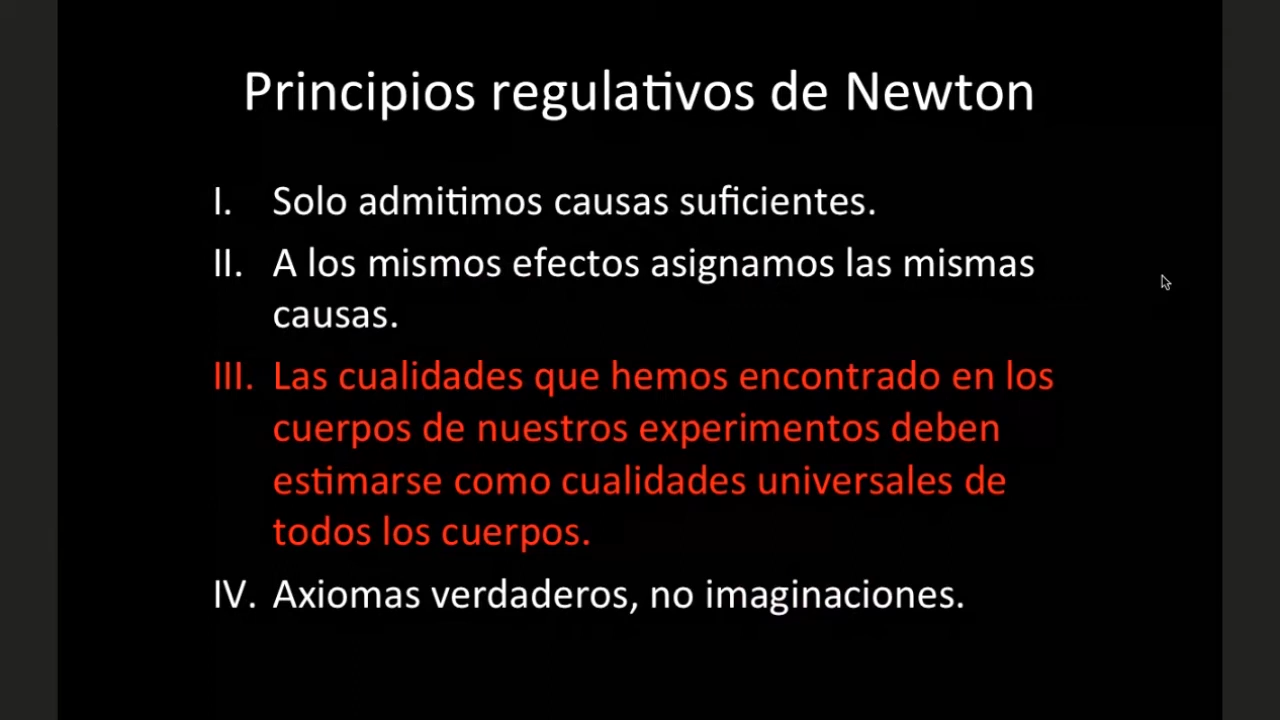 Principios regulativos de Newton
I. Solo admitimos causas suficientes.
II. A los mismos efectos asignamos las mismas
causas.
III. Las cualidades que hemos encontrado en los
cuerpos de nuestros experimentos deben
estimarse como cualidades universales de
todos los cuerpos.
IV. Axiomas verdaderos, no imaginaciones.